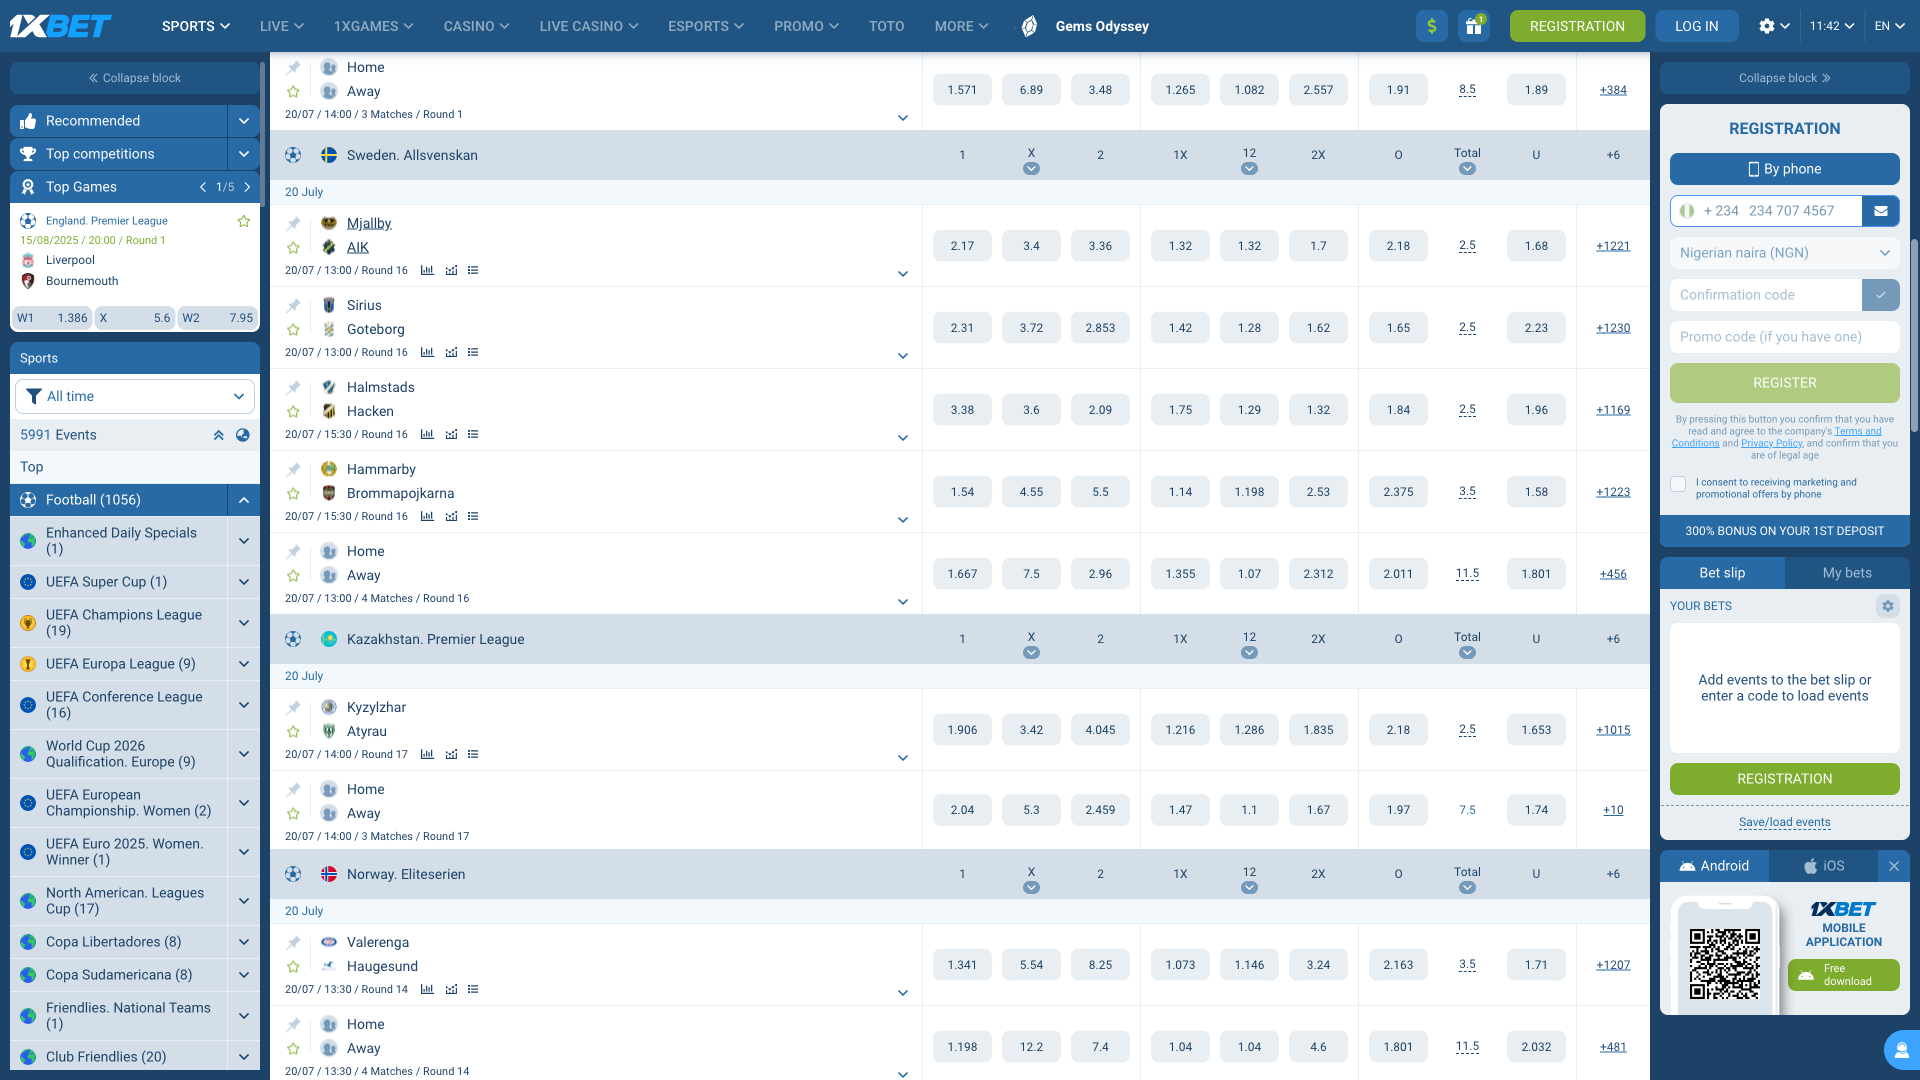 1XBET
SPORTS
LIVE
1XGAMES
CASINO
LIVE CASINO
ESPORTS
PROMO
TOTO
MORE
Gems Odyssey
$
1
REGISTRATION
LOG IN
11:42
EN
Collapse block
Recommended
Top competitions
Top Games
1/5
England. Premier League
15/08/2025 / 20:00 / Round 1
Liverpool
Bournemouth
W1 1.386 X 5.6 W2 7.95
Sports
All time
5991 Events
Top
Football (1056)
Enhanced Daily Specials
(1)
UEFA Super Cup (1)
UEFA Champions League
(19)
UEFA Europa League (9)
UEFA Conference League
(16)
World Cup 2026
Qualification. Europe (9)
UEFA European
Championship. Women (2)
UEFA Euro 2025. Women.
Winner (1)
North American. Leagues
Cup (17)
Copa Libertadores (8)
Copa Sudamericana (8)
Friendlies. National Teams
(1)
Club Friendlies (20)
Home
Away
20/07 / 14:00 / 3 Matches / Round 1
1.571 6.89 3.48 1.265 1.082 2.557 1.91 8.5 1.89 +384
Sweden. Allsvenskan 1 X 2 1X 12 2X O Total U +6
20 July
Mjallby
AIK
20/07 / 13:00 / Round 16
2.17 3.4 3.36 1.32 1.32 1.7 2.18 2.5 1.68 +1221
Sirius
Goteborg
20/07 / 13:00 / Round 16
2.31 3.72 2.853 1.42 1.28 1.62 1.65 2.5 2.23 +1230
Halmstads
Hacken
20/07 / 15:30 / Round 16
3.38 3.6 2.09 1.75 1.29 1.32 1.84 2.5 1.96 +1169
Hammarby
Brommapojkarna
20/07 / 15:30 / Round 16
1.54 4.55 5.5 1.14 1.198 2.53 2.375 3.5 1.58 +1223
Home
Away
20/07 / 13:00 / 4 Matches / Round 16
1.667 7.5 2.96 1.355 1.07 2.312 2.011 11.5 1.801 +456
Kazakhstan. Premier League 1 X 2 1X 12 2X O Total U +6
20 July
Kyzylzhar
Atyrau
20/07 / 14:00 / Round 17
1.906 3.42 4.045 1.216 1.286 1.835 2.18 2.5 1.653 +1015
Home
Away
20/07 / 14:00 / 3 Matches / Round 17
2.04 5.3 2.459 1.47 1.1 1.67 1.97 7.5 1.74 +10
Norway. Eliteserien 1 X 2 1X 12 2X O Total U +6
20 July
Valerenga
Haugesund
20/07 / 13:30 / Round 14
1.341 5.54 8.25 1.073 1.146 3.24 2.163 3.5 1.71 +1207
Home
Away
20/07 / 13:30 / 4 Matches / Round 14
1.198 12.2 7.4 1.04 1.04 4.6 1.801 11.5 2.032 +481
Collapse block
REGISTRATION
By phone
+ 234 234 707 4567
Nigerian naira (NGN)
Confirmation code
Promo code (if you have one)
REGISTER
By pressing this button you confirm that you have
read and agree to the company's Terms and
Conditions and Privacy Policy, and confirm that you
are of legal age
I consent to receiving marketing and
promotional offers by phone
300% BONUS ON YOUR 1ST DEPOSIT
Bet slip
My bets
YOUR BETS
Add events to the bet slip or
enter a code to load events
REGISTRATION
Save/load events
Android
iOS
1XBET
MOBILE
APPLICATION
Free
download